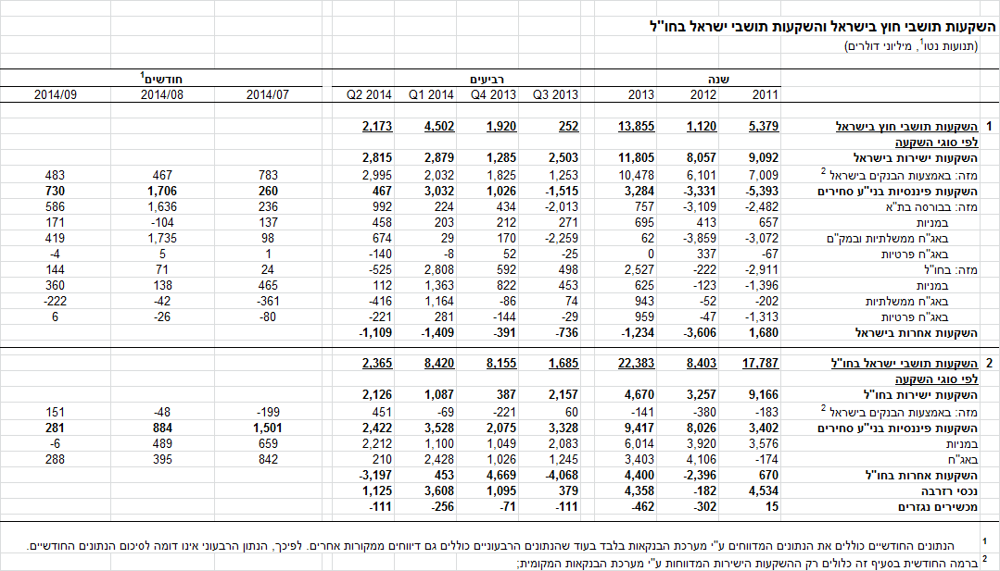 השקעות תושבי חוץ בישראל והשקעות תושבי ישראל בחו"ל
(תנועות נטו1, מיליוני דולרים)
שנה רביעים חודשים1
2011 2012 2013 Q3 2013 Q4 2013 Q1 2014 Q2 2014 2014/07 2014/08 2014/09
1 השקעות תושבי חוץ בישראל 5,379 1,120 13,855 252 1,920 4,502 2,173
לפי סוגי השקעה
השקעות ישירות בישראל 9,092 8,057 11,805 2,503 1,285 2,879 2,815
מזה: באמצעות הבנקים בישראל 2 7,009 6,101 10,478 1,253 1,825 2,032 2,995 783 467 483
השקעות פיננסיות בני"ע סחירים -5,393 -3,331 3,284 -1,515 1,026 3,032 467 260 1,706 730
מזה: בבורסה בת"א -2,482 -3,109 757 -2,013 434 224 992 236 1,636 586
במניות 657 413 695 271 212 203 458 137 -104 171
באג"ח ממשלתיות ובמק"ם -3,072 -3,859 62 -2,259 170 29 674 98 1,735 419
באג"ח פרטיות -67 337 0 -25 52 -8 -140 1 5 -4
מזה: בחו"ל -2,911 -222 2,527 498 592 2,808 -525 24 71 144
במניות -1,396 -123 625 453 822 1,363 112 465 138 360
באג"ח ממשלתיות -202 -52 943 74 -86 1,164 -416 -361 -42 -222
באג"ח פרטיות -1,313 -47 959 -29 -144 281 -221 -80 -26 6
השקעות אחרות בישראל 1,680 -3,606 -1,234 -736 -391 -1,409 -1,109
2 השקעות תושבי ישראל בחו"ל 17,787 8,403 22,383 1,685 8,155 8,420 2,365
לפי סוגי השקעה
השקעות ישירות בחו"ל 9,166 3,257 4,670 2,157 387 1,087 2,126
מזה: באמצעות הבנקים בישראל 2 -183 -380 -141 60 -221 -69 451 -199 -48 151
השקעות פיננסיות בני"ע סחירים 3,402 8,026 9,417 3,328 2,075 3,528 2,422 1,501 884 281
במניות 3,576 3,920 6,014 2,083 1,049 1,100 2,212 659 489 -6
באג"ח -174 4,106 3,403 1,245 1,026 2,428 210 842 395 288
השקעות אחרות בחו"ל 670 -2,396 4,400 -4,068 4,669 453 -3,197
נכסי רזרבה 4,534 -182 4,358 379 1,095 3,608 1,125
מכשירים נגזרים 15 -302 -462 -111 -71 -256 -111
1 הנתונים החודשיים כוללים את הנתונים המדווחים ע"י מערכת הבנקאות בלבד בעוד שהנתונים הרבעוניים כוללים גם דיווחים ממקורות אחרים. לפיכך, הנתון הרבעוני אינו דומה לסיכום הנתונים החודשיים.
2 ברמה החודשית בסעיף זה כלולים רק ההשקעות הישירות המדווחות ע"י מערכת הבנקאות המקומית;